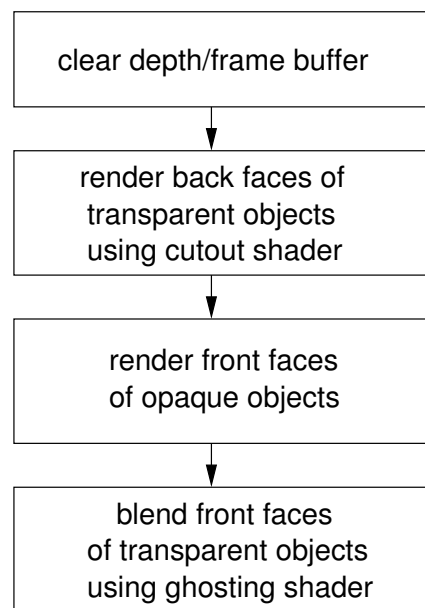 clear depth/frame buffer
render back faces of
transparent objects
using cutout shader
render front faces
of opaque objects
blend front faces
of transparent objects
using ghosting shader